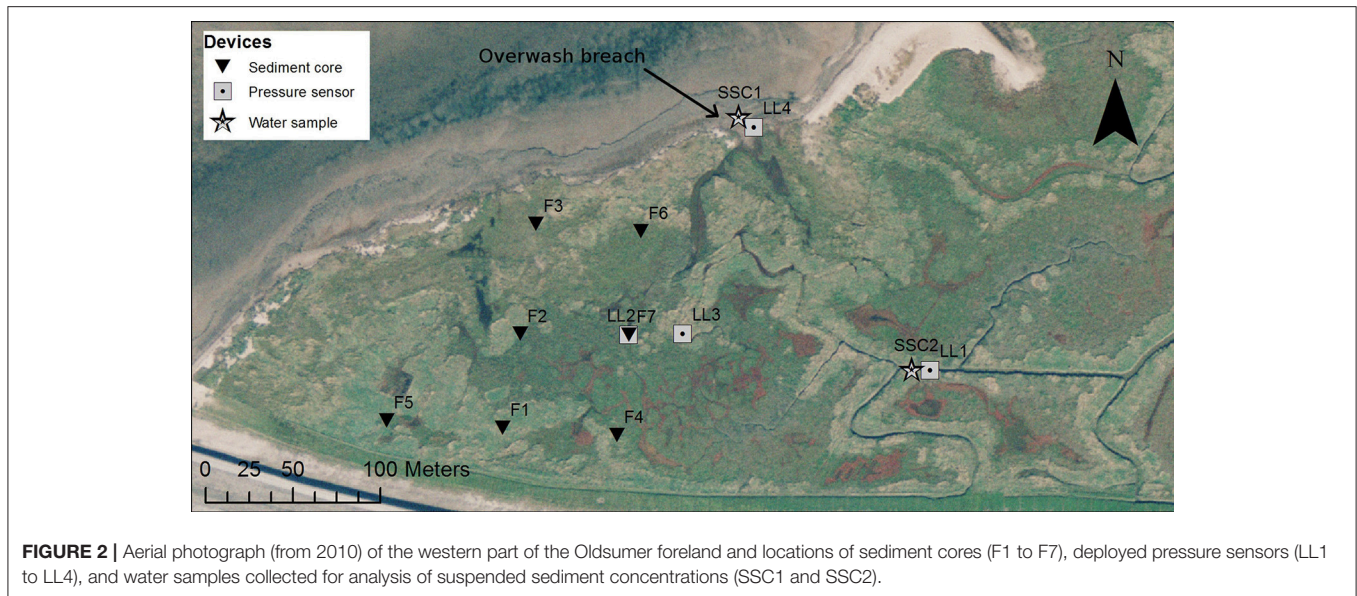 Devices
Sediment core
Pressure sensor
Water sample
Overwash breach
SSC1
LL4
N
F3
F6
F2
LL2F7
LL3
SSC2
LL1
F5
F1
F4
0 25 50 100 Meters
FIGURE 2 | Aerial photograph (from 2010) of the western part of the Oldsumer foreland and locations of sediment cores (F1 to F7), deployed pressure sensors (LL1
to LL4), and water samples collected for analysis of suspended sediment concentrations (SSC1 and SSC2).